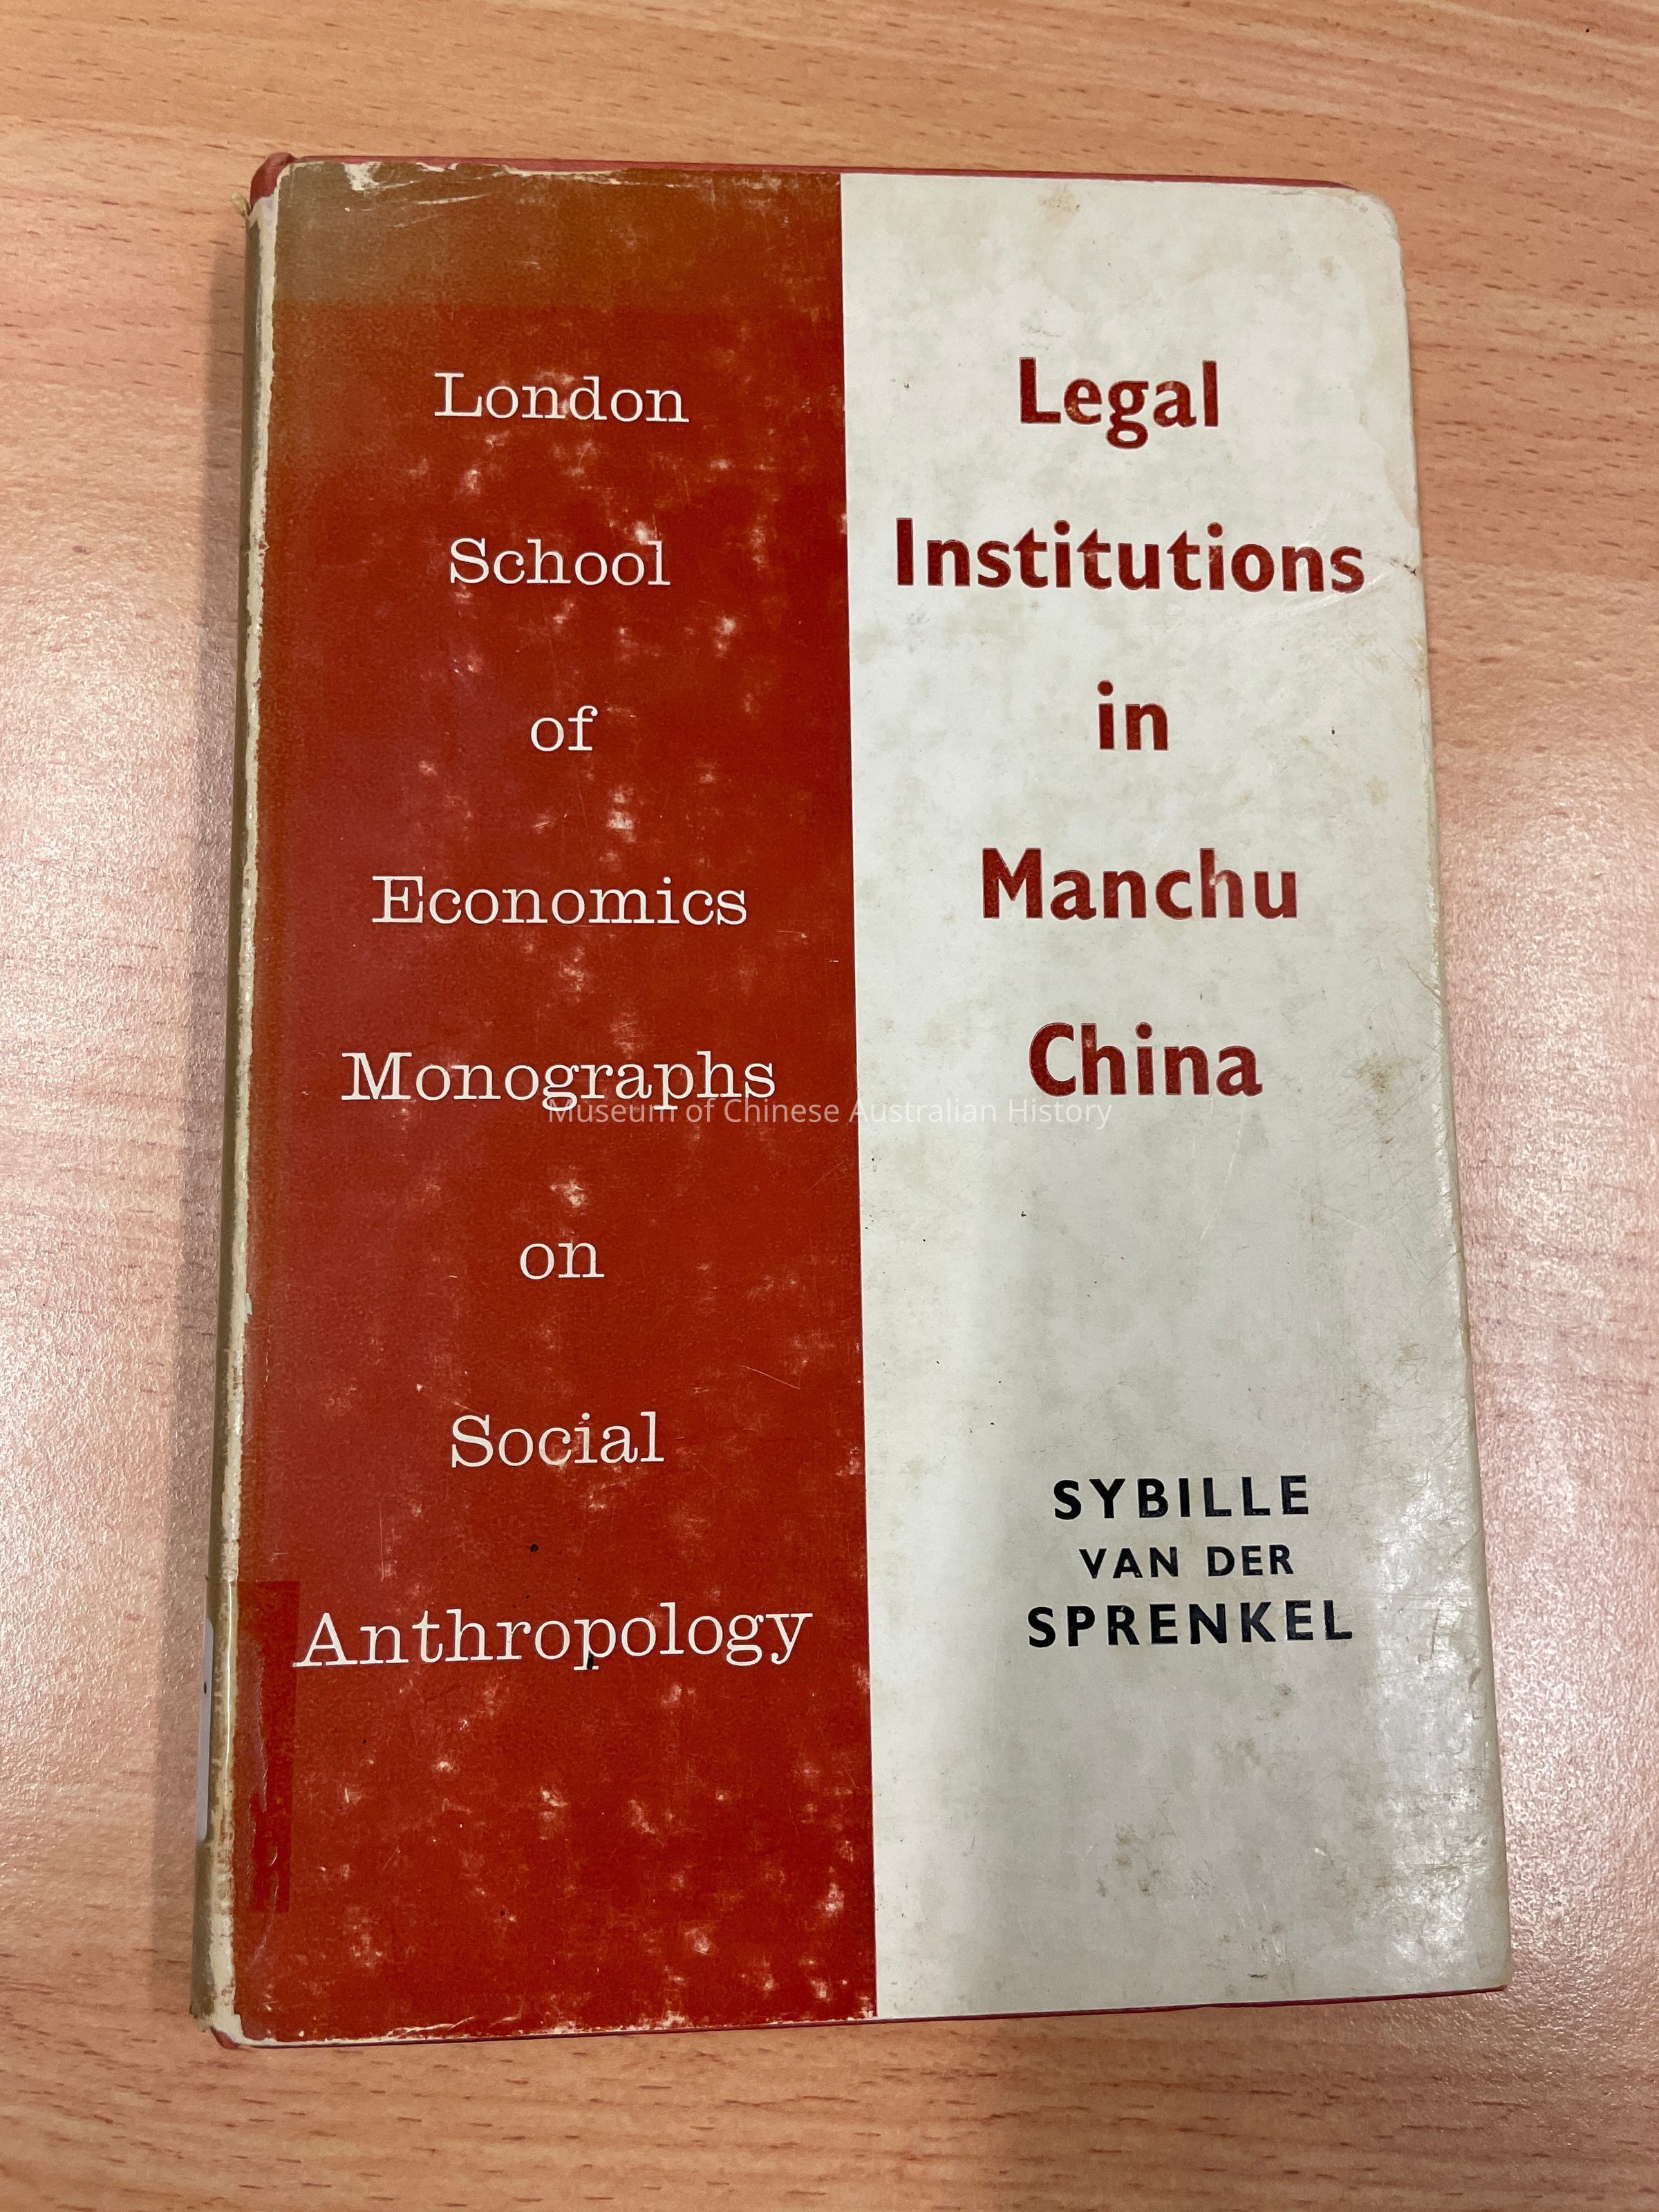 London
School
of
Economics
Monographs
on
Social
Anthropology
Legal
Institutions
in
Manchu
China
SYBILLE
VAN DER
SPRENKEL
Museum of Chinese Australian History